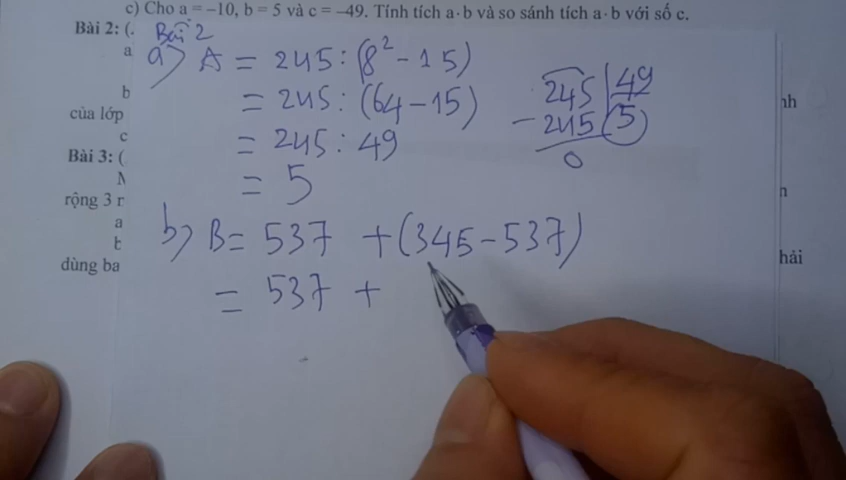 c) Cho a = –10, b = 5 và c = –49. Tính tích a·b và so sánh tích a·b với số c.
Bài 2: (.
Bài 2
a
a) A = 245 : (8² - 15)
= 245 : (64 - 15)
= 245 : 49
= 5
245 | 49
- 245 5
0
b
của lớp
c
Bài 3: (
rộng 3 r
a
dùng ba
nh
n
hải
b) B = 537 + (345 - 537)
= 537 +